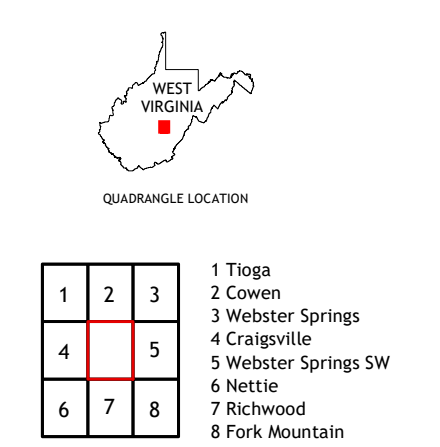 WEST
VIRGINIA
QUADRANGLE LOCATION
1 2 3
4 5
6 7 8
1 Tioga
2 Cowen
3 Webster Springs
4 Craigsville
5 Webster Springs SW
6 Nettie
7 Richwood
8 Fork Mountain